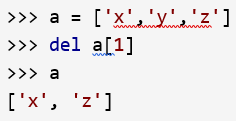 >>> a = ['x','y','z']
>>> del a[1]
>>> a
['x', 'z']